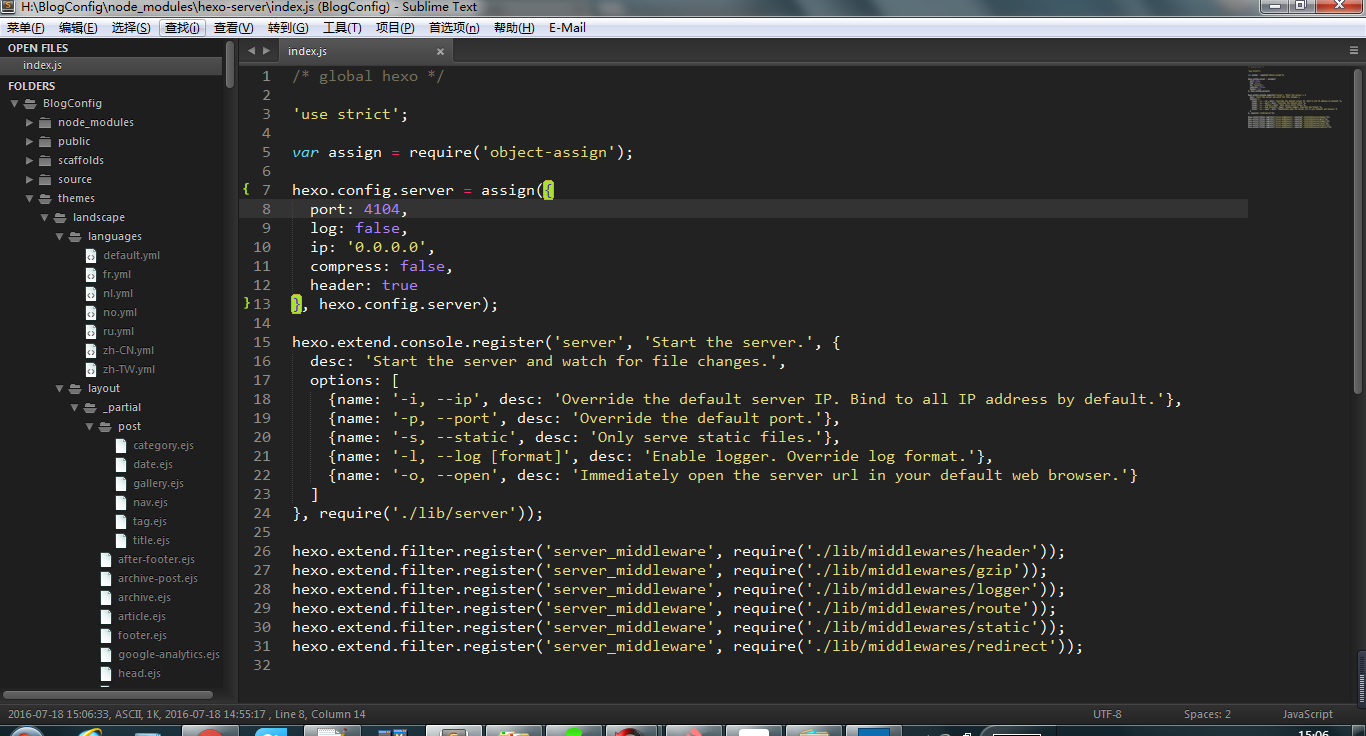 H:\BlogConfig\node_modules\hexo-server\index.js (BlogConfig) - Sublime Text
菜单(F) 编辑(E) 选择(S) 查找(i) 查看(V) 转到(G) 工具(T) 项目(P) 首选项(n) 帮助(H) E-Mail
OPEN FILES
index.js
FOLDERS
BlogConfig
node_modules
public
scaffolds
source
themes
landscape
languages
default.yml
fr.yml
nl.yml
no.yml
ru.yml
zh-CN.yml
zh-TW.yml
layout
_partial
post
category.ejs
date.ejs
gallery.ejs
nav.ejs
tag.ejs
title.ejs
after-footer.ejs
archive-post.ejs
archive.ejs
article.ejs
footer.ejs
google-analytics.ejs
head.ejs
index.js ×
1 /* global hexo */
2
3 'use strict';
4
5 var assign = require('object-assign');
6
7 hexo.config.server = assign({
8 port: 4104,
9 log: false,
10 ip: '0.0.0.0',
11 compress: false,
12 header: true
13 }, hexo.config.server);
14
15 hexo.extend.console.register('server', 'Start the server.', {
16 desc: 'Start the server and watch for file changes.',
17 options: [
18 {name: '-i, --ip', desc: 'Override the default server IP. Bind to all IP address by default.'},
19 {name: '-p, --port', desc: 'Override the default port.'},
20 {name: '-s, --static', desc: 'Only serve static files.'},
21 {name: '-l, --log [format]', desc: 'Enable logger. Override log format.'},
22 {name: '-o, --open', desc: 'Immediately open the server url in your default web browser.'}
23 ]
24 }, require('./lib/server'));
25
26 hexo.extend.filter.register('server_middleware', require('./lib/middlewares/header'));
27 hexo.extend.filter.register('server_middleware', require('./lib/middlewares/gzip'));
28 hexo.extend.filter.register('server_middleware', require('./lib/middlewares/logger'));
29 hexo.extend.filter.register('server_middleware', require('./lib/middlewares/route'));
30 hexo.extend.filter.register('server_middleware', require('./lib/middlewares/static'));
31 hexo.extend.filter.register('server_middleware', require('./lib/middlewares/redirect'));
32
2016-07-18 15:06:33, ASCII, 1K, 2016-07-18 14:55:17 , Line 8, Column 14 UTF-8 Spaces: 2 JavaScript
15:06